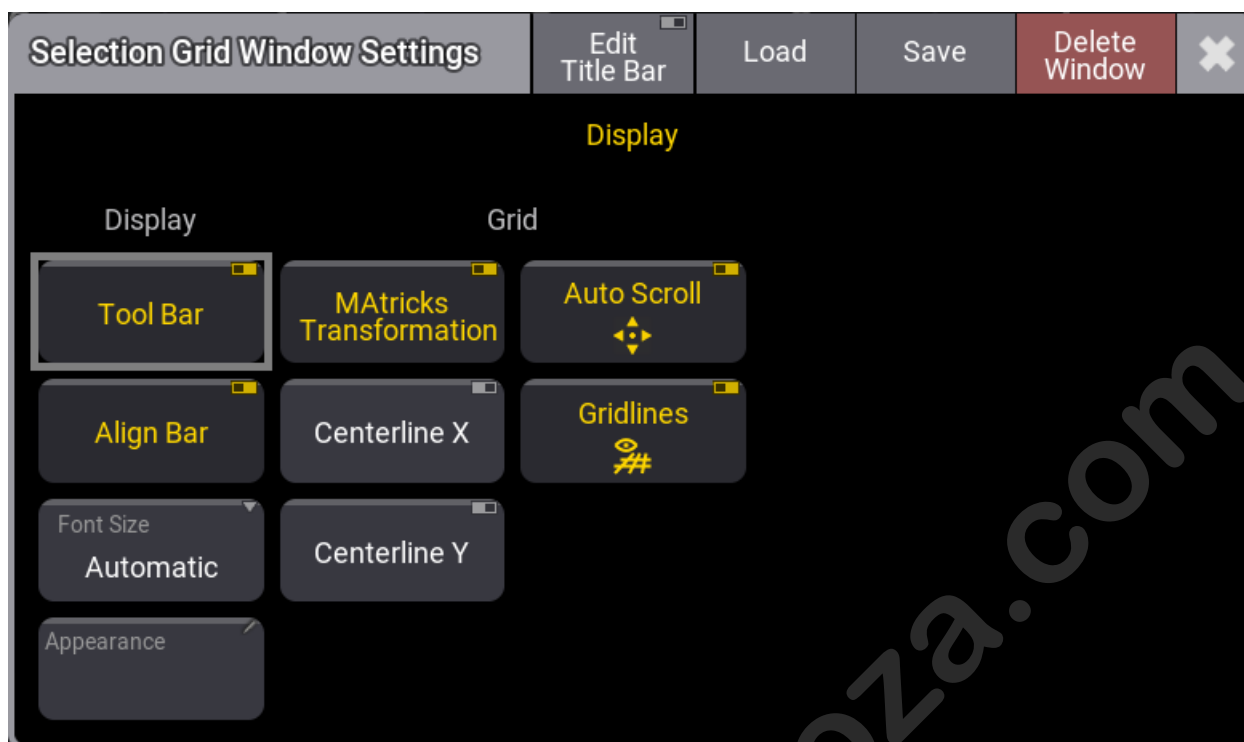 Selection Grid Window Settings
Edit
Title Bar
Load
Save
Delete
Window
Display
Display
Grid
Tool Bar
MAtricks
Transformation
Auto Scroll
Align Bar
Centerline X
Gridlines
Font Size
Automatic
Centerline Y
Appearance
oza.com